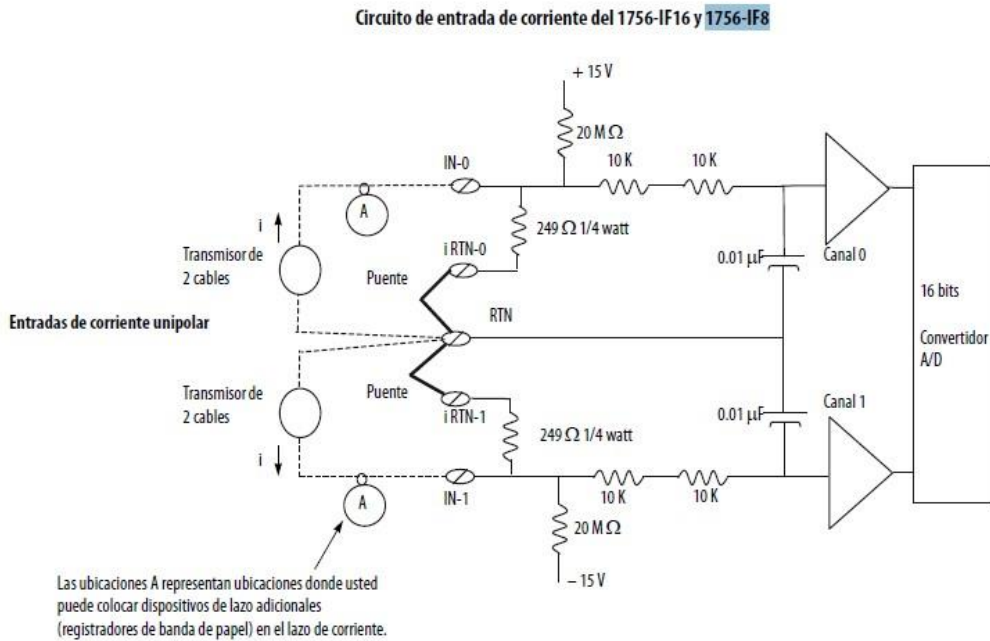 Circuito de entrada de corriente del 1756-IF16 y 1756-IF8
+ 15 V
20 M Ω
10 K
10 K
IN-0
A
i
249 Ω 1/4 watt
i RTN-0
Transmisor de
2 cables
Puente
0.01 µF
Canal 0
16 bits
RTN
Entradas de corriente unipolar
Convertidor
A/D
Transmisor de
2 cables
Puente
i RTN-1
0.01 µF
Canal 1
249 Ω 1/4 watt
i
A
IN-1
10 K
10 K
20 M Ω
– 15 V
Las ubicaciones A representan ubicaciones donde usted
puede colocar dispositivos de lazo adicionales
(registradores de banda de papel) en el lazo de corriente.